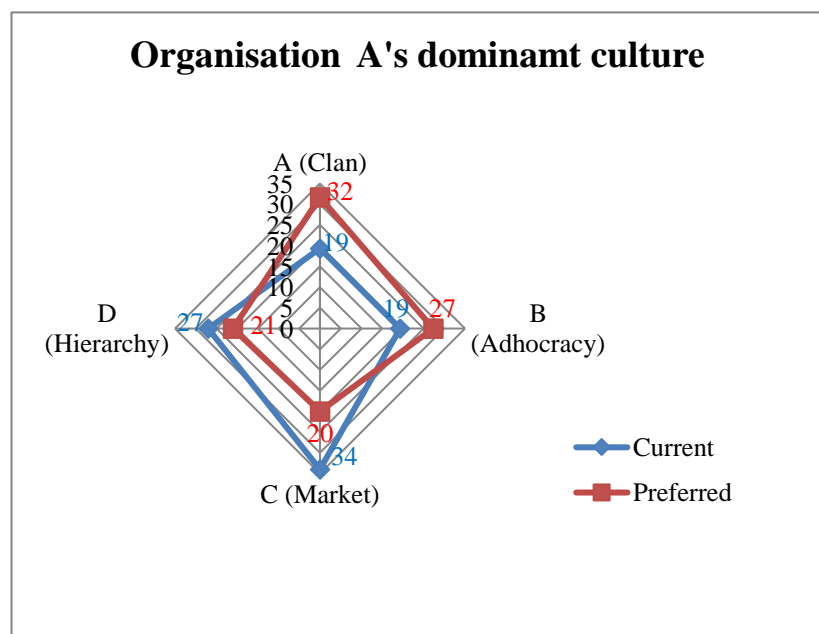 Organisation A's dominamt culture
A (Clan)
35
30
25
20
15
10
5
0
32
19
19
27
B
(Adhocracy)
D
(Hierarchy)
27
21
20
34
C (Market)
Current
Preferred